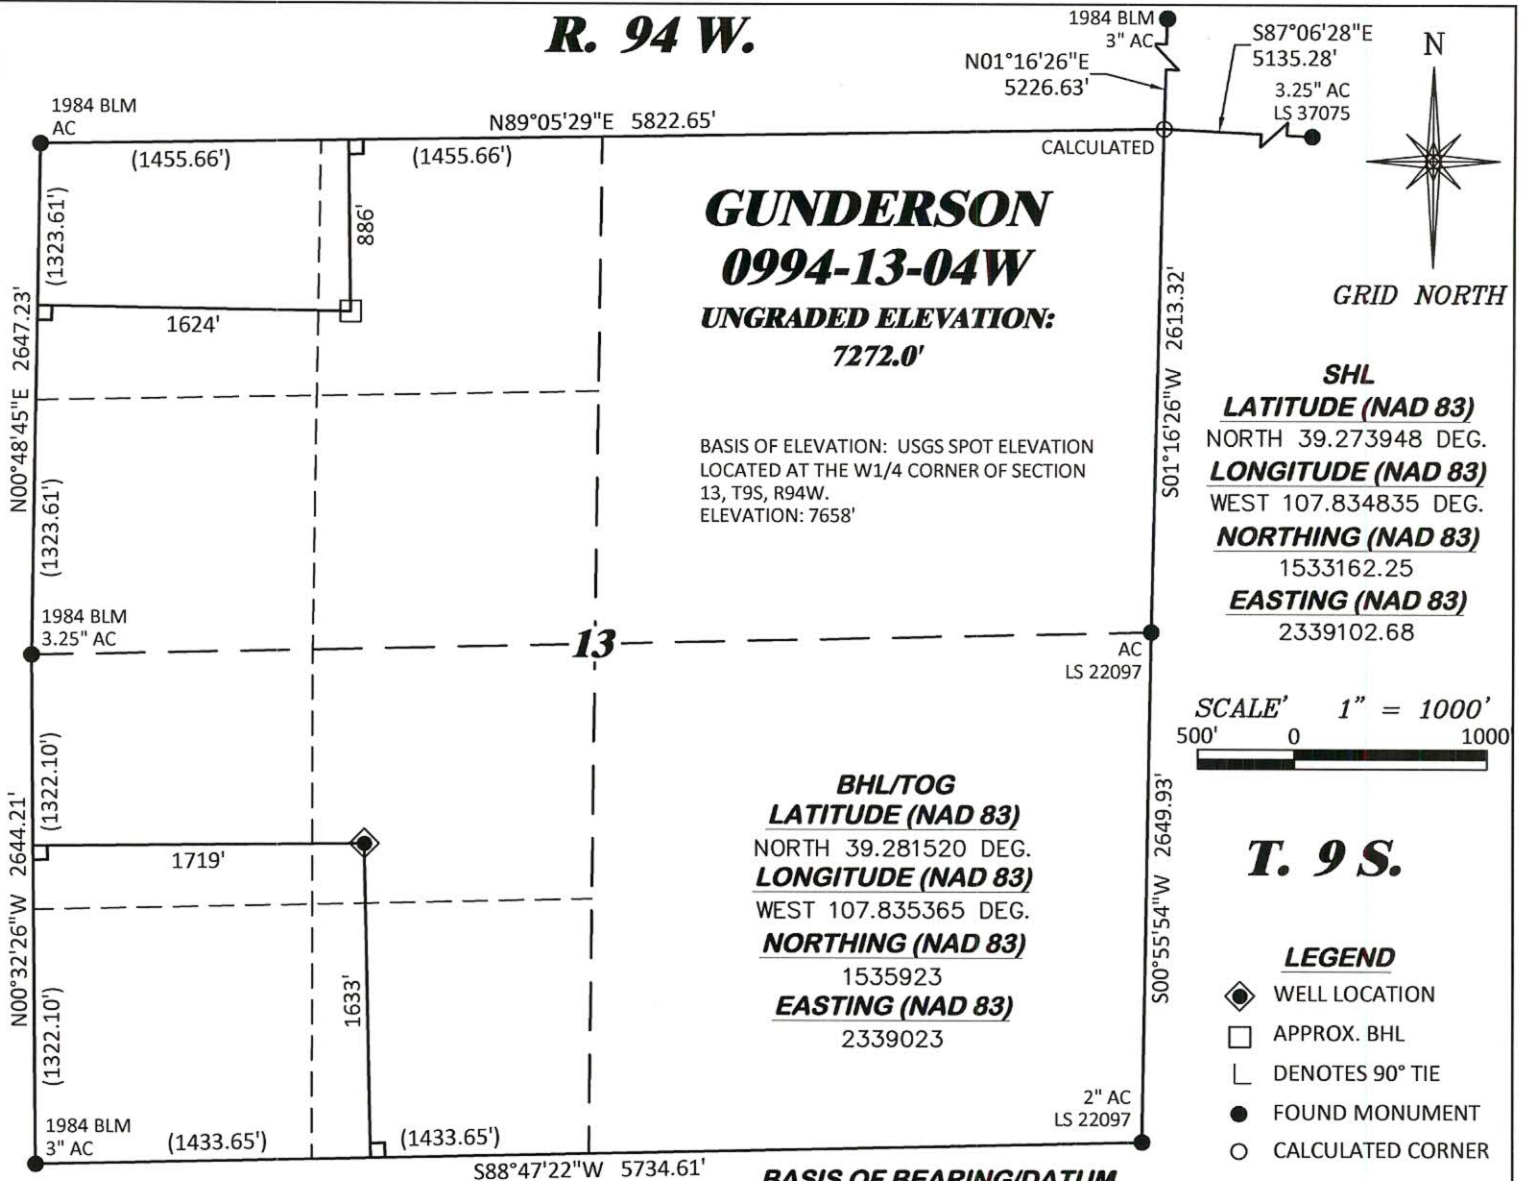 R. 94 W.
1984 BLM
3" AC
S87°06'28"E
5135.28'
N01°16'26"E
5226.63'
3.25" AC
LS 37075
N
GRID NORTH
1984 BLM
AC
N89°05'29"E 5822.65'
CALCULATED
(1455.66')
(1455.66')
(1323.61')
886'
1624'
N00°48'45"E 2647.23'
(1323.61')
GUNDERSON
0994-13-04W
UNGRADED ELEVATION:
7272.0'
BASIS OF ELEVATION: USGS SPOT ELEVATION
LOCATED AT THE W1/4 CORNER OF SECTION
13, T9S, R94W.
ELEVATION: 7658'
S01°16'26"W 2613.32'
SHL
LATITUDE (NAD 83)
NORTH 39.273948 DEG.
LONGITUDE (NAD 83)
WEST 107.834835 DEG.
NORTHING (NAD 83)
1533162.25
EASTING (NAD 83)
2339102.68
1984 BLM
3.25" AC
13
AC
LS 22097
SCALE' 1" = 1000'
500' 0 1000'
(1322.10')
N00°32'26"W 2644.21'
1719'
1633'
(1322.10')
BHL/TOG
LATITUDE (NAD 83)
NORTH 39.281520 DEG.
LONGITUDE (NAD 83)
WEST 107.835365 DEG.
NORTHING (NAD 83)
1535923
EASTING (NAD 83)
2339023
S00°55'54"W 2649.93'
T. 9 S.
LEGEND
WELL LOCATION
APPROX. BHL
DENOTES 90° TIE
FOUND MONUMENT
CALCULATED CORNER
1984 BLM
3" AC
(1433.65')
(1433.65')
2" AC
LS 22097
S88°47'22"W 5734.61'
BASIS OF BEARING/DATUM